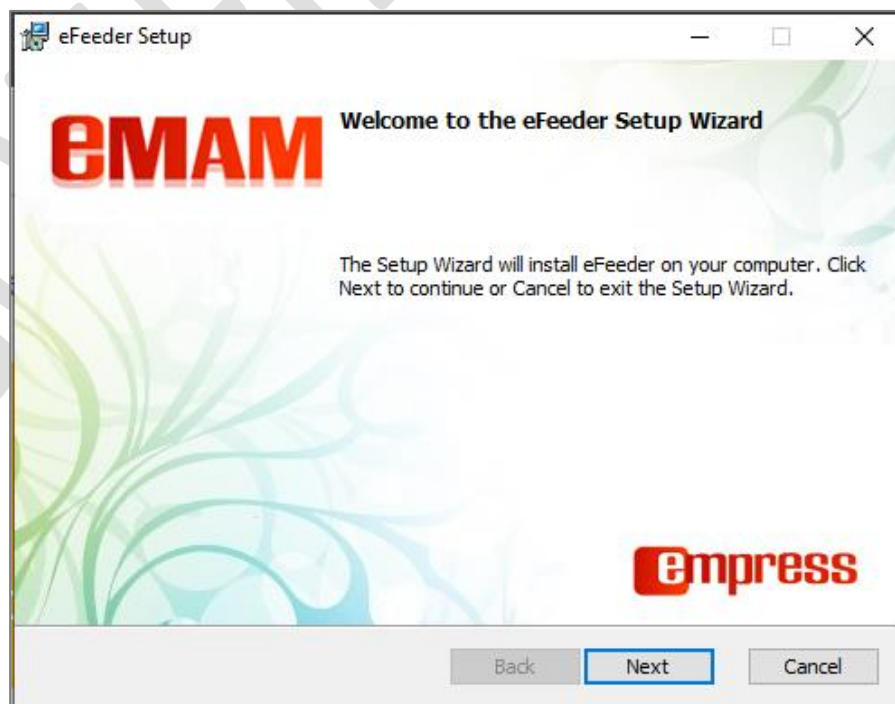 eFeeder Setup
eMAM
Welcome to the eFeeder Setup Wizard
The Setup Wizard will install eFeeder on your computer. Click
Next to continue or Cancel to exit the Setup Wizard.
empress
Back Next Cancel